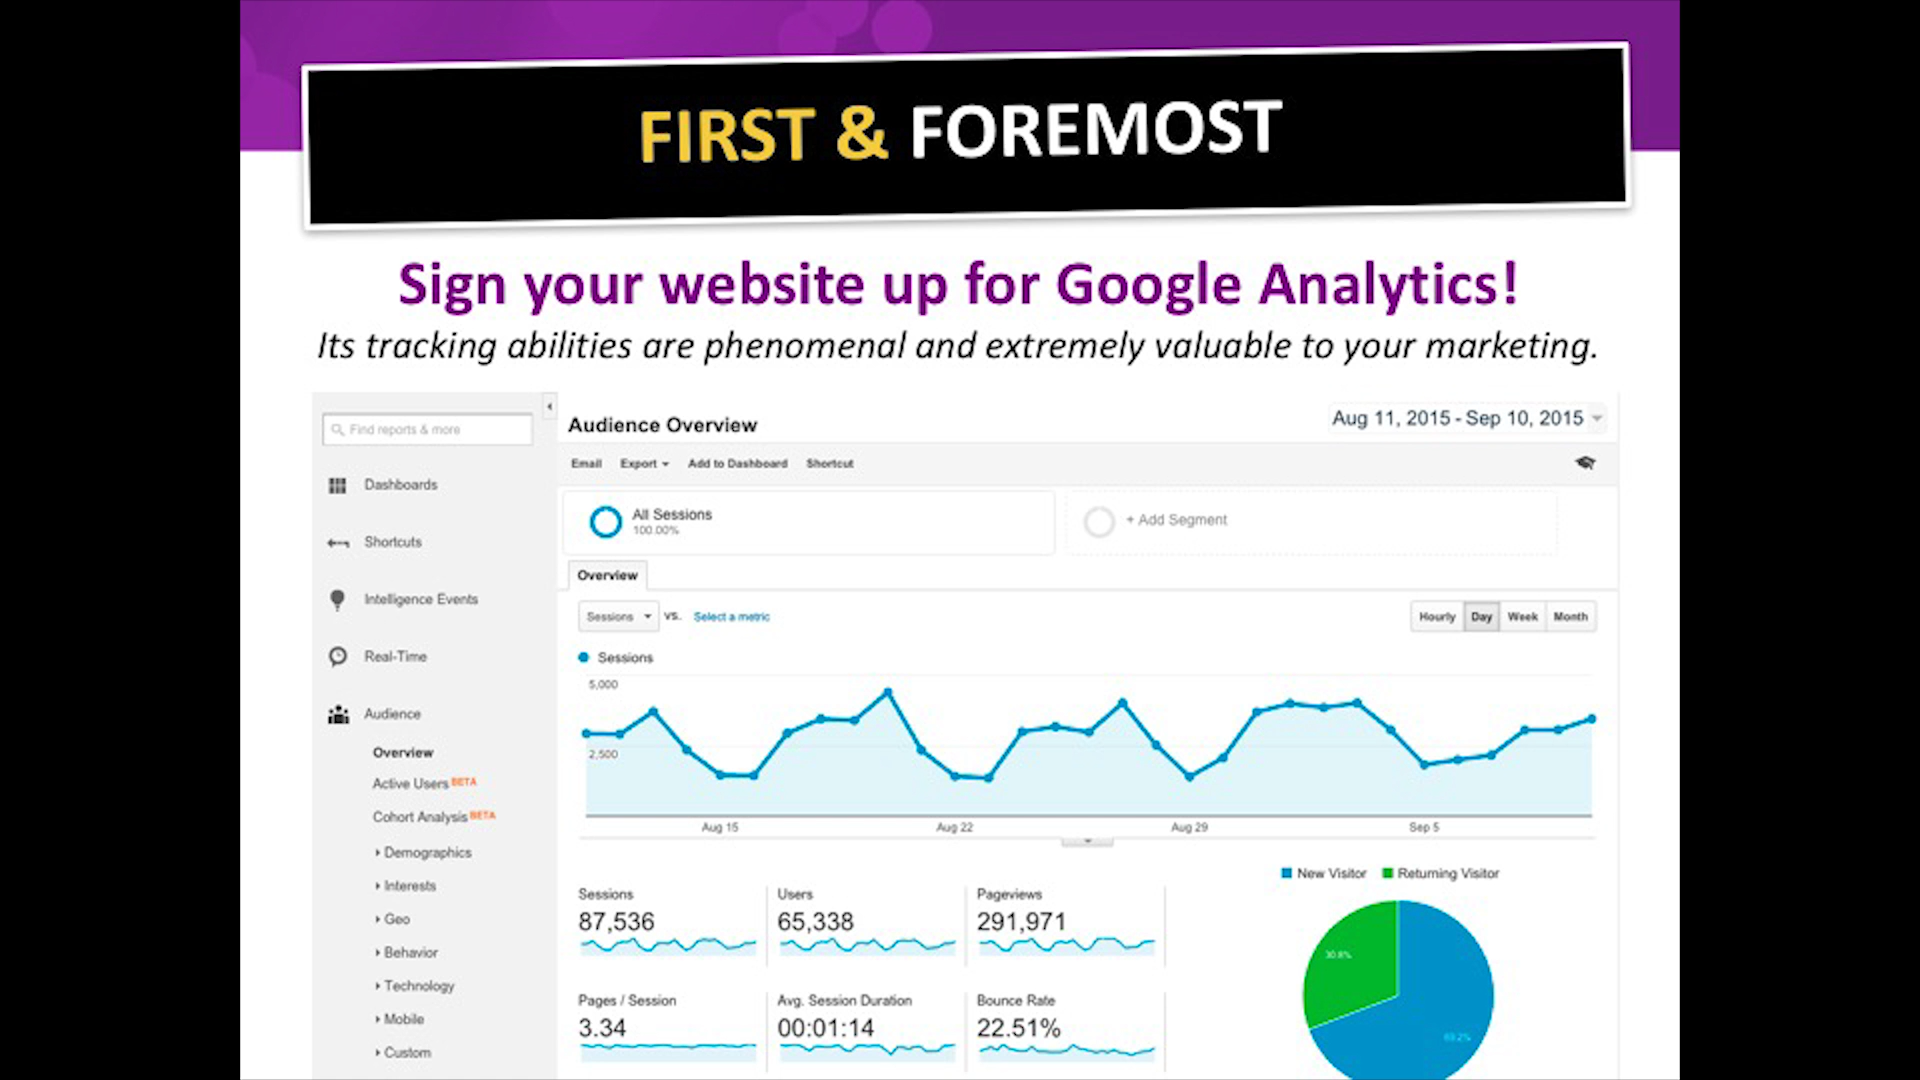 FIRST & FOREMOST
Sign your website up for Google Analytics!
Its tracking abilities are phenomenal and extremely valuable to your marketing.
Find reports & more
Dashboards
Shortcuts
Intelligence Events
Real-Time
Audience
Overview
Active Users BETA
Cohort Analysis BETA
Demographics
Interests
Geo
Behavior
Technology
Mobile
Custom
Audience Overview
Aug 11, 2015 - Sep 10, 2015
Email Export Add to Dashboard Shortcut
All Sessions
100.00%
+ Add Segment
Overview
Sessions VS. Select a metric
Hourly Day Week Month
Sessions
5,000
2,500
Aug 15 Aug 22 Aug 29 Sep 5
New Visitor Returning Visitor
Sessions
87,536
Users
65,338
Pageviews
291,971
Pages / Session
3.34
Avg. Session Duration
00:01:14
Bounce Rate
22.51%
30.8%
69.2%